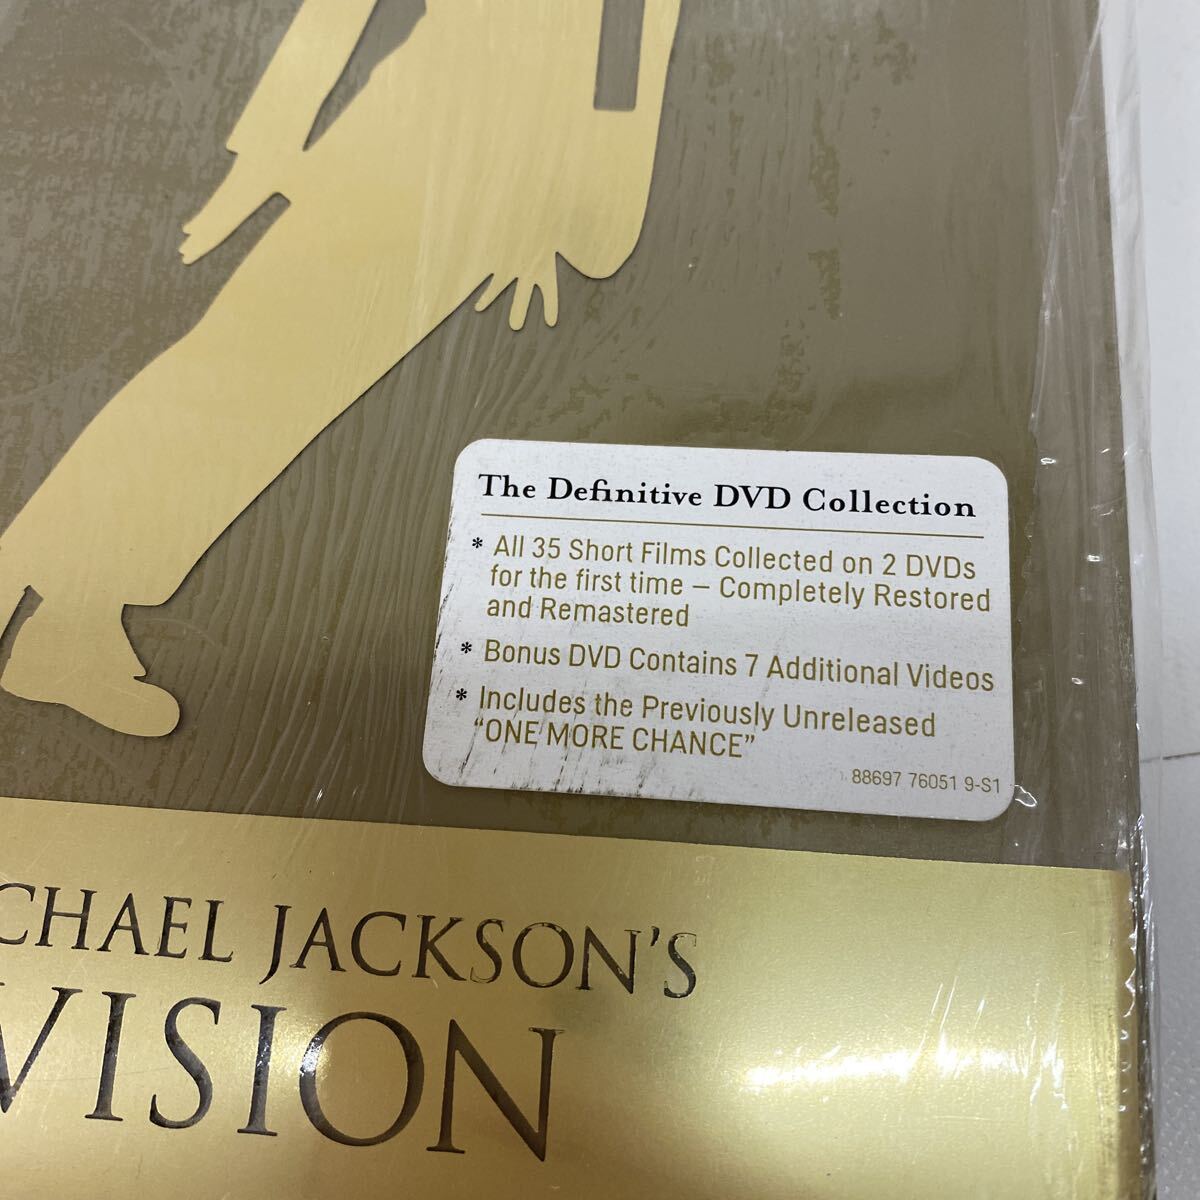 The Definitive DVD Collection
* All 35 Short Films Collected on 2 DVDs
for the first time – Completely Restored
and Remastered
* Bonus DVD Contains 7 Additional Videos
* Includes the Previously Unreleased
“ONE MORE CHANCE”
88697 76051 9-S1
CHAEL JACKSON'S
VISION